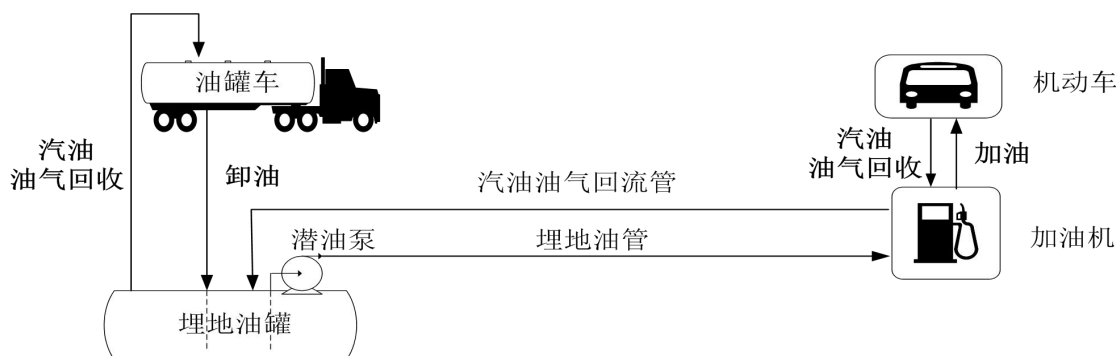 油罐车
机动车
汽油
油气回收
卸油
汽油
油气回收
加油
汽油油气回流管
潜油泵
埋地油管
加油机
埋地油罐